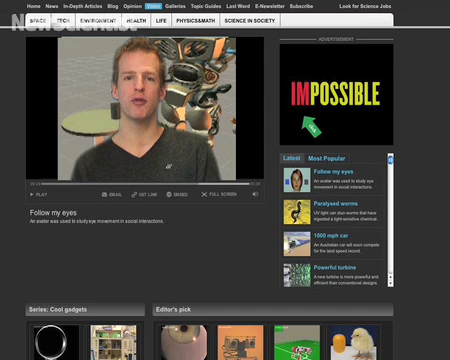 Home News In-Depth Articles Blog Opinion Video Galleries Topic Guides Last Word E-Newsletter Subscribe Look for Science Jobs
NewScientist
SPACE TECH ENVIRONMENT HEALTH LIFE PHYSICS&MATH SCIENCE IN SOCIETY
ADVERTISEMENT
IMPOSSIBLE
click
PLAY EMAIL GET LINK EMBED FULL SCREEN
Follow my eyes
An avatar was used to study eye movement in social interactions.
Latest Most Popular
Follow my eyes
An avatar was used to study eye movement in social interactions.
Paralysed worms
UV light can stun worms that have ingested a light-sensitive chemical.
1000 mph car
An Australian car will soon compete for the land speed record.
Powerful turbine
A new turbine is more powerful and efficient than conventional designs.
Series: Cool gadgets
Editor's pick